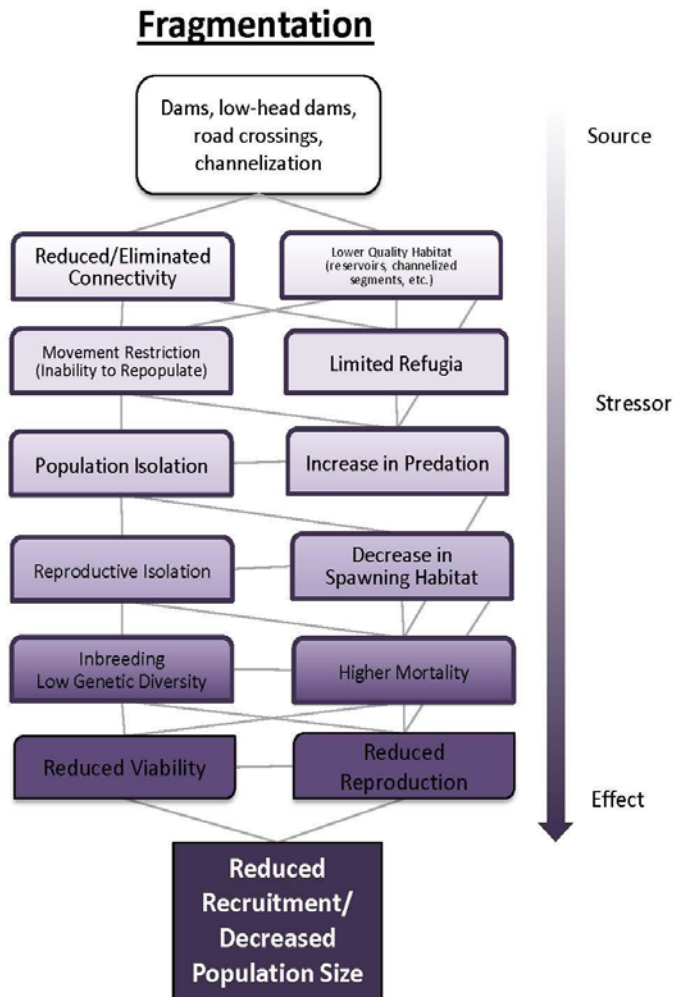 Fragmentation
Dams, low-head dams,
road crossings,
channelization
Source
Reduced/Eliminated
Connectivity
Lower Quality Habitat
(reservoirs, channelized
segments, etc.)
Movement Restriction
(Inability to Repopulate)
Limited Refugia
Stressor
Population Isolation
Increase in Predation
Reproductive Isolation
Decrease in
Spawning Habitat
Inbreeding
Low Genetic Diversity
Higher Mortality
Reduced Viability
Reduced
Reproduction
Effect
Reduced
Recruitment/
Decreased
Population Size